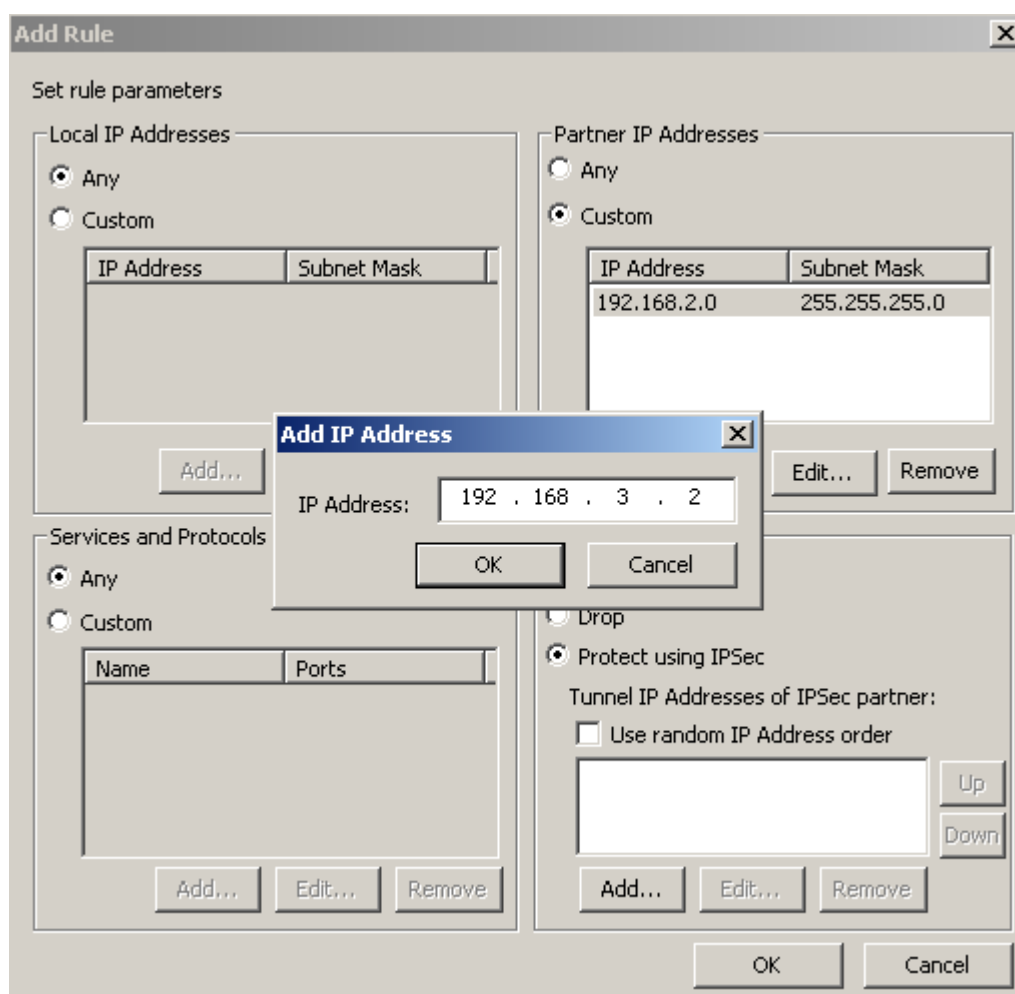 Add Rule
Set rule parameters
Local IP Addresses
Any
Custom
IP Address Subnet Mask
Add...
Partner IP Addresses
Any
Custom
IP Address Subnet Mask
192.168.2.0 255.255.255.0
Edit... Remove
Add IP Address
IP Address: 192 . 168 . 3 . 2
OK Cancel
Services and Protocols
Any
Custom
Name Ports
Add... Edit... Remove
Drop
Protect using IPSec
Tunnel IP Addresses of IPSec partner:
Use random IP Address order
Up
Down
Add... Edit... Remove
OK Cancel